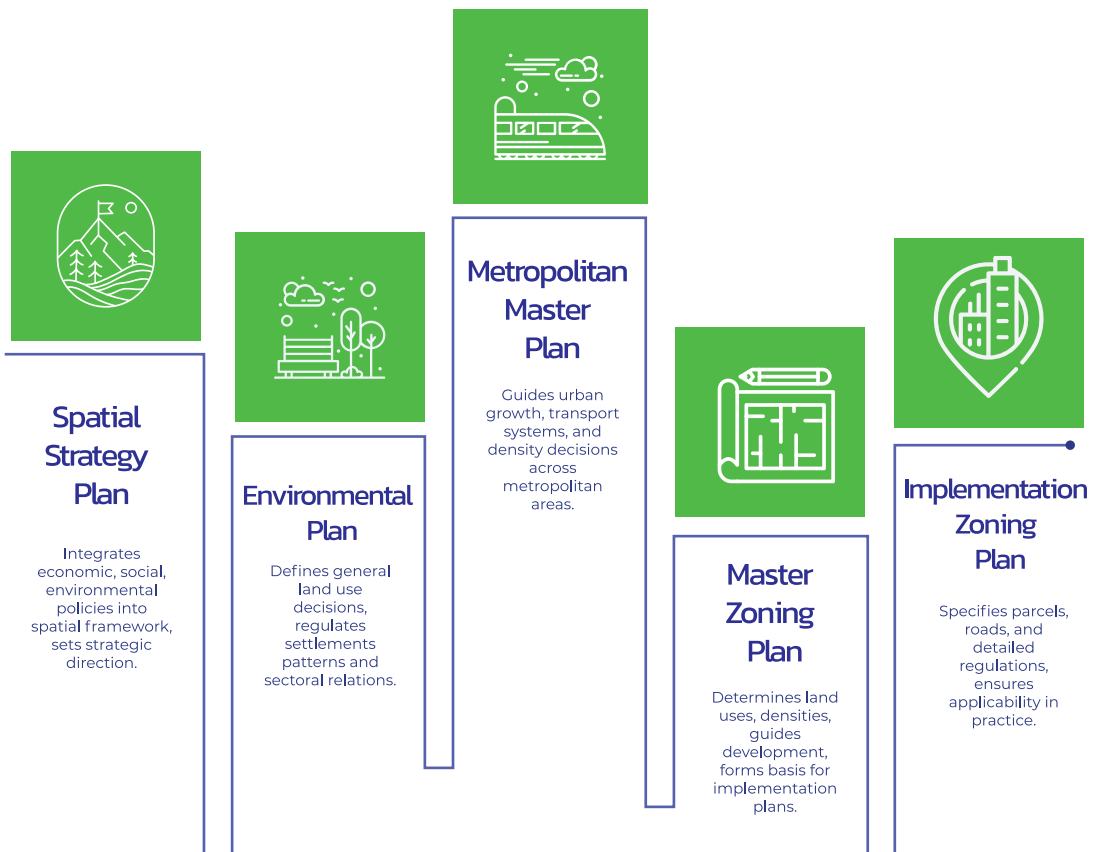 Spatial
Strategy
Plan
Integrates
economic, social,
environmental
policies into
spatial framework,
sets strategic
direction.
Environmental
Plan
Defines general
land use
decisions,
regulates
settlements
patterns and
sectoral relations.
Metropolitan
Master
Plan
Guides urban
growth, transport
systems, and
density decisions
across
metropolitan
areas.
Master
Zoning
Plan
Determines land
uses, densities,
guides
development,
forms basis for
implementation
plans.
Implementation
Zoning
Plan
Specifies parcels,
roads, and
detailed
regulations,
ensures
applicability in
practice.